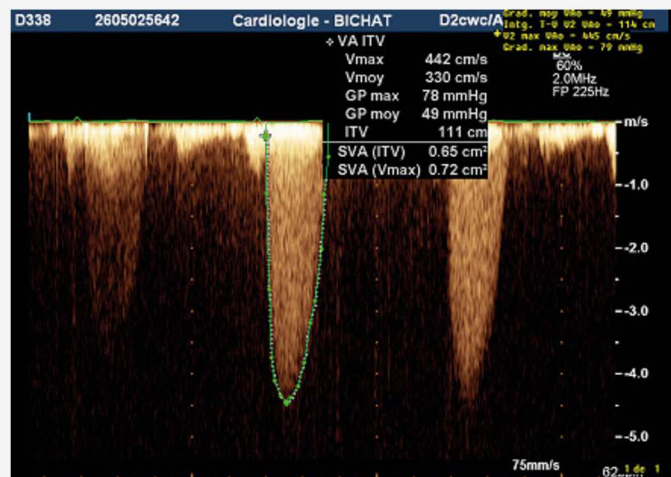 D338 2605025642 Cardiologie - BICHAT D2cwc/A
Grad. moy VAo = 49 mmHg
Intg. T-V V2 VAo = 114 cm
V2 max VAo = 445 cm/s
Grad. max VAo = 79 mmHg
60%
2.0MHz
FP 225Hz
VA ITV
Vmax 442 cm/s
Vmoy 330 cm/s
GP max 78 mmHg
GP moy 49 mmHg
ITV 111 cm
SVA (ITV) 0.65 cm²
SVA (Vmax) 0.72 cm²
m/s
-1.0
-2.0
-3.0
-4.0
-5.0
75mm/s
1 de 1